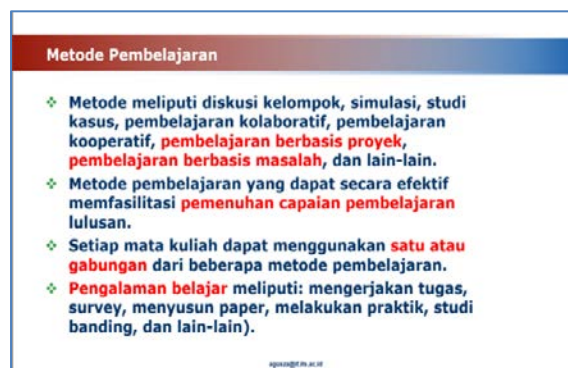 Metode Pembelajaran
Metode meliputi diskusi kelompok, simulasi, studi
kasus, pembelajaran kolaboratif, pembelajaran
kooperatif, pembelajaran berbasis proyek,
pembelajaran berbasis masalah, dan lain-lain.
Metode pembelajaran yang dapat secara efektif
memfasilitasi pemenuhan capaian pembelajaran
lulusan.
Setiap mata kuliah dapat menggunakan satu atau
gabungan dari beberapa metode pembelajaran.
Pengalaman belajar meliputi: mengerjakan tugas,
survey, menyusun paper, melakukan praktik, studi
banding, dan lain-lain).